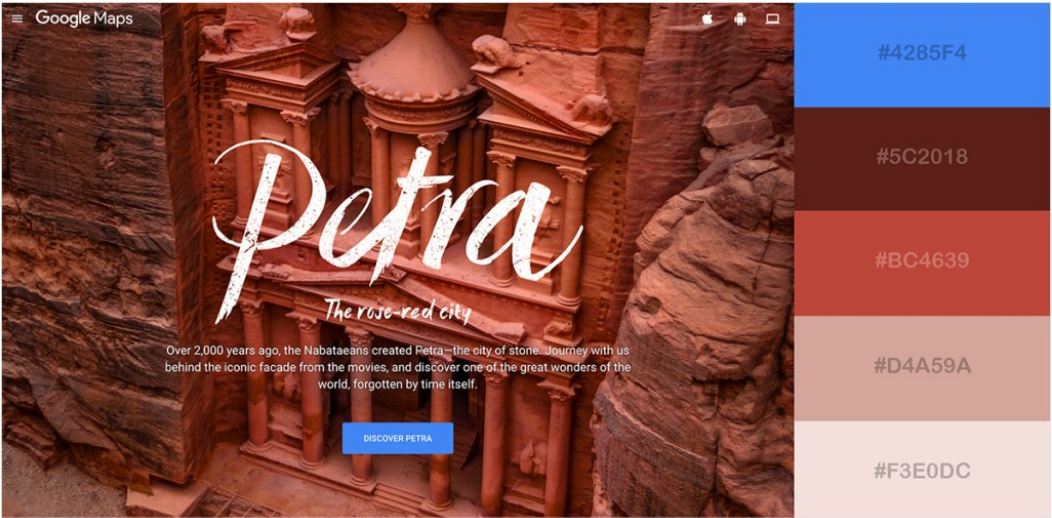 Google Maps
Petra
The rose-red city
Over 2,000 years ago, the Nabataeans created Petra—the city of stone. Journey with us
behind the iconic facade from the movies, and discover one of the great wonders of the
world, forgotten by time itself.
DISCOVER PETRA
#4285F4
#5C2018
#BC4639
#D4A59A
#F3E0DC